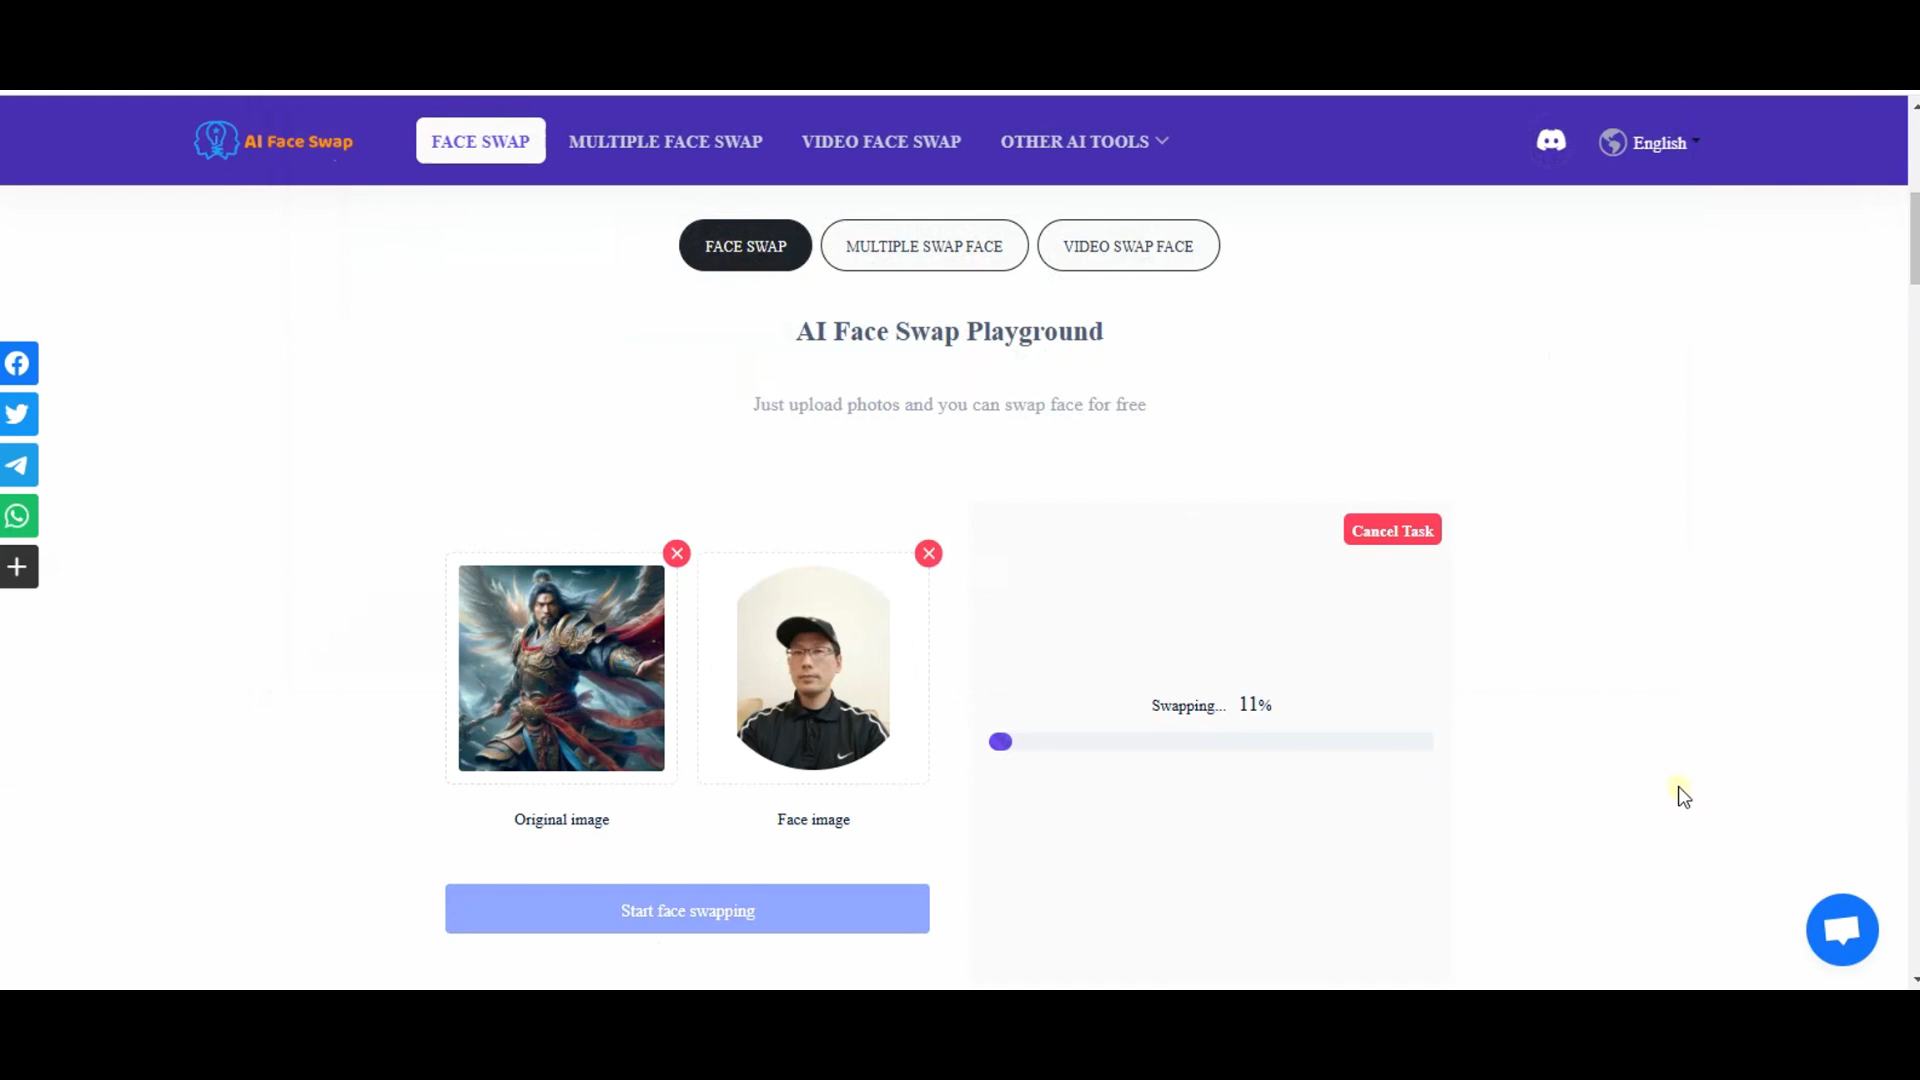 AI Face Swap
FACE SWAP
MULTIPLE FACE SWAP
VIDEO FACE SWAP
OTHER AI TOOLS
English
FACE SWAP
MULTIPLE SWAP FACE
VIDEO SWAP FACE
AI Face Swap Playground
Just upload photos and you can swap face for free
Cancel Task
Swapping... 11%
Original image
Face image
Start face swapping